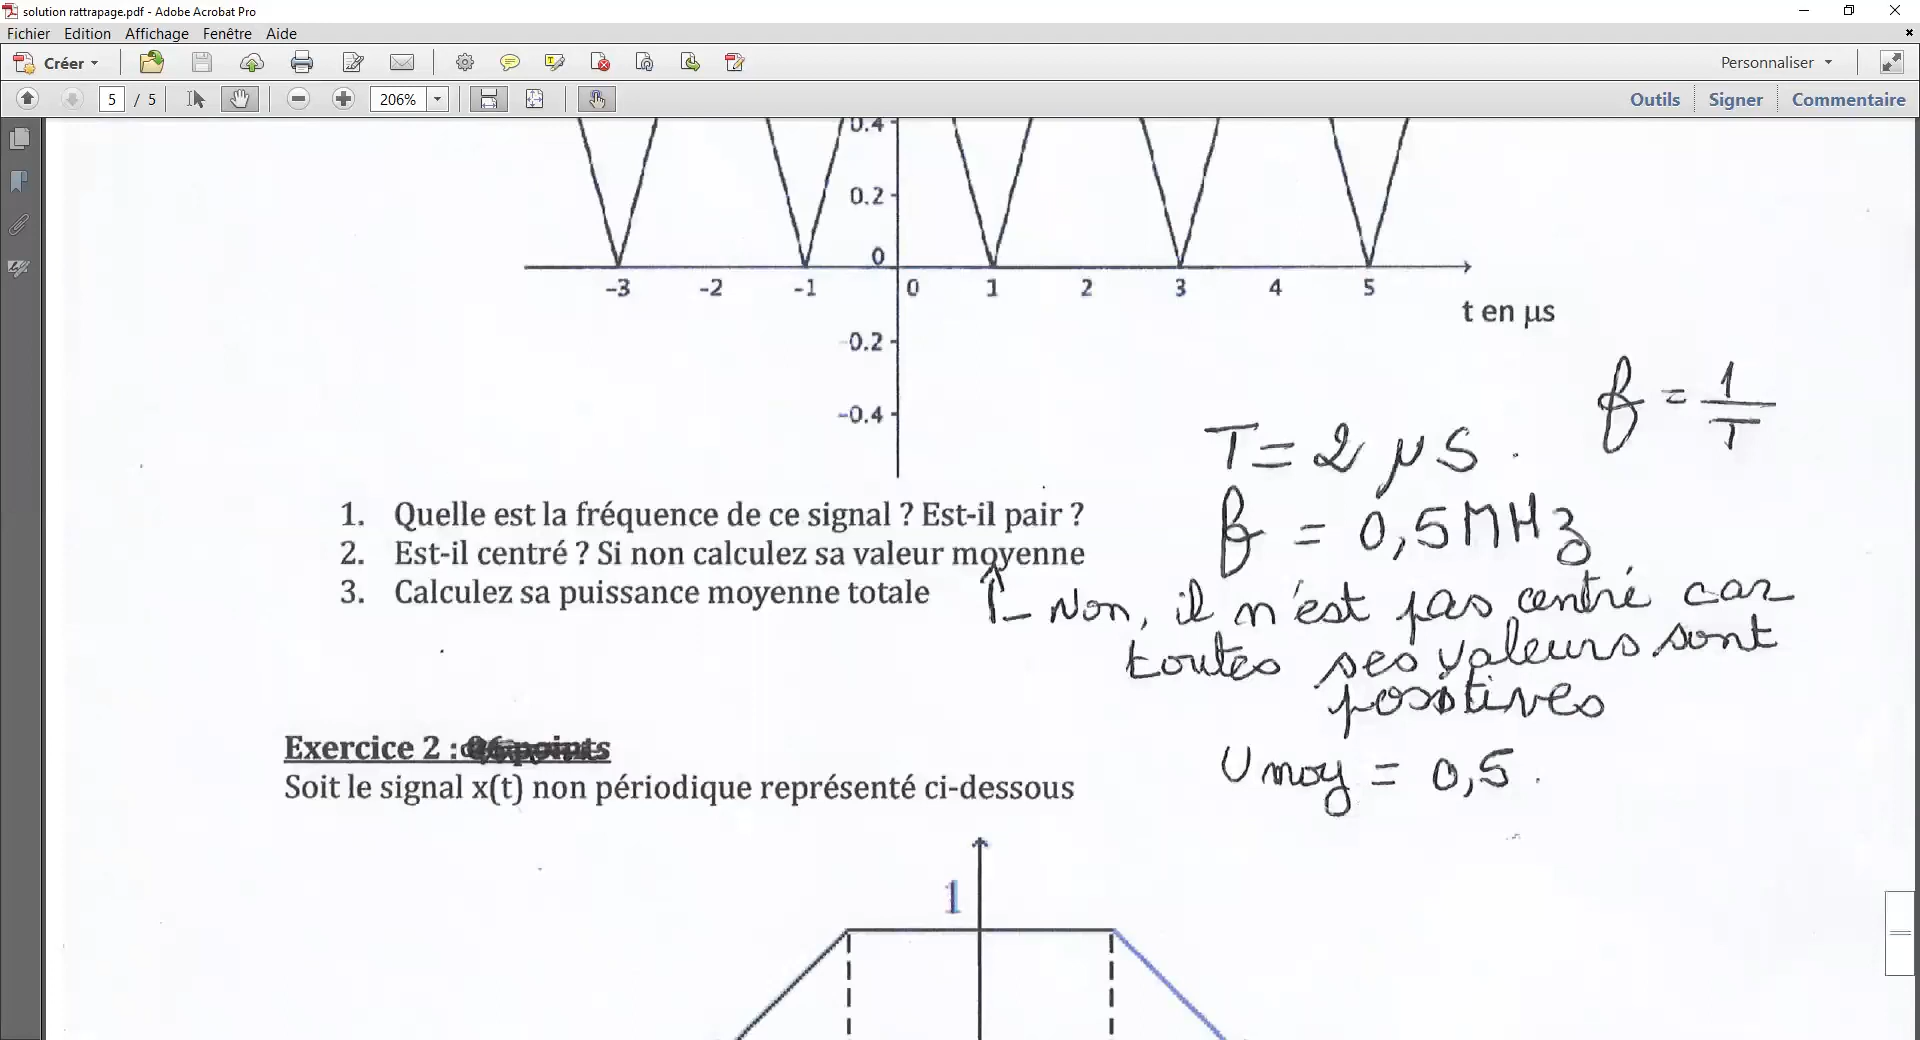 solution rattrapage.pdf - Adobe Acrobat Pro
Fichier Edition Affichage Fenêtre Aide
Créer
Personnaliser
5 / 5
206%
Outils Signer Commentaire
0.4
0.2
0
-3 -2 -1 0 1 2 3 4 5
t en µs
-0.2
-0.4
f = 1/T
T = 2 µS.
1. Quelle est la fréquence de ce signal ? Est-il pair ?
f = 0,5 MHz
2. Est-il centré ? Si non calculez sa valeur moyenne
3. Calculez sa puissance moyenne totale
- Non, il n'est pas centré car
toutes ses valeurs sont
positives
Exercice 2 : 06 points
Soit le signal x(t) non périodique représenté ci-dessous
Umoy = 0,5.
1